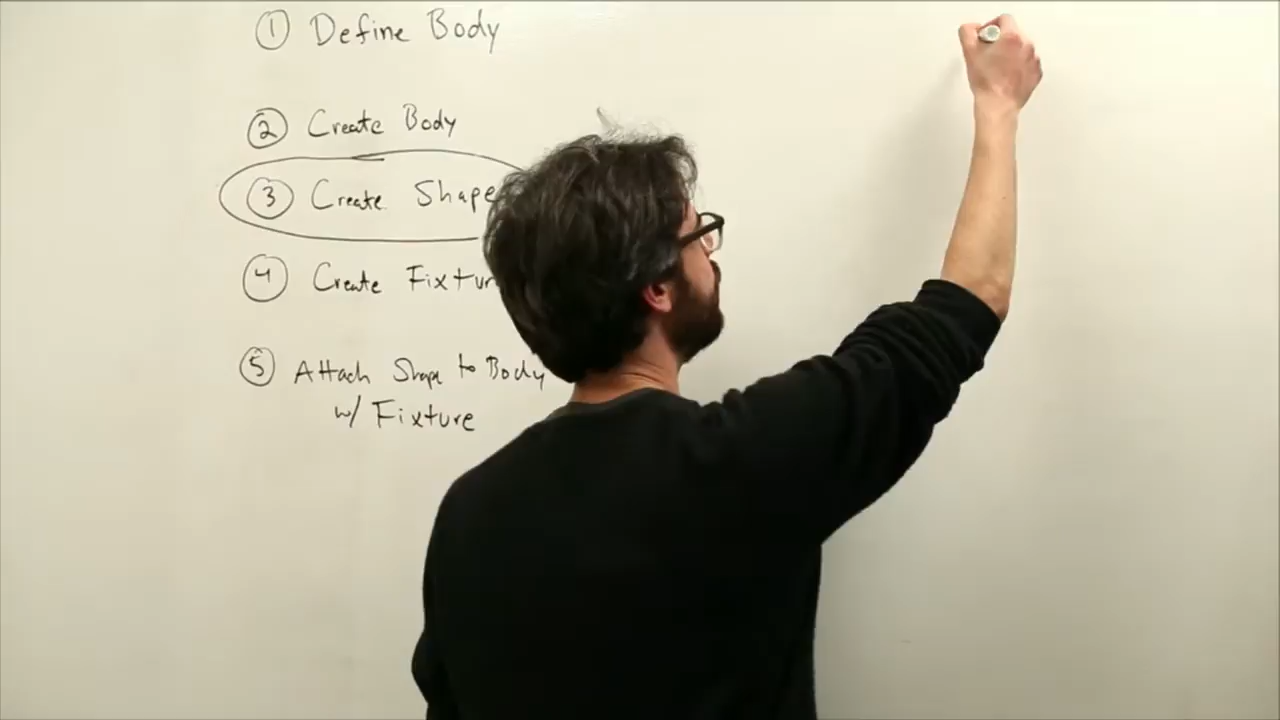 ① Define Body
② Create Body
③ Create Shape
④ Create Fixtur
⑤ Attach Shape to Body
w/ Fixture